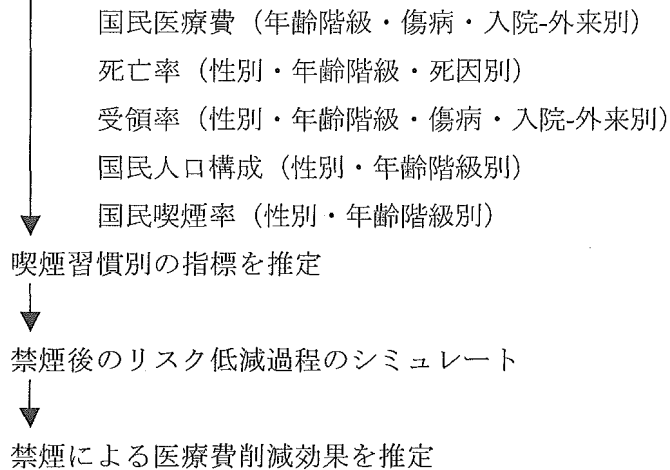 国民医療費（年齢階級・傷病・入院-外来別）
死亡率（性別・年齢階級・死因別）
受領率（性別・年齢階級・傷病・入院-外来別）
国民人口構成（性別・年齢階級別）
国民喫煙率（性別・年齢階級別）
喫煙習慣別の指標を推定
禁煙後のリスク低減過程のシミュレート
禁煙による医療費削減効果を推定